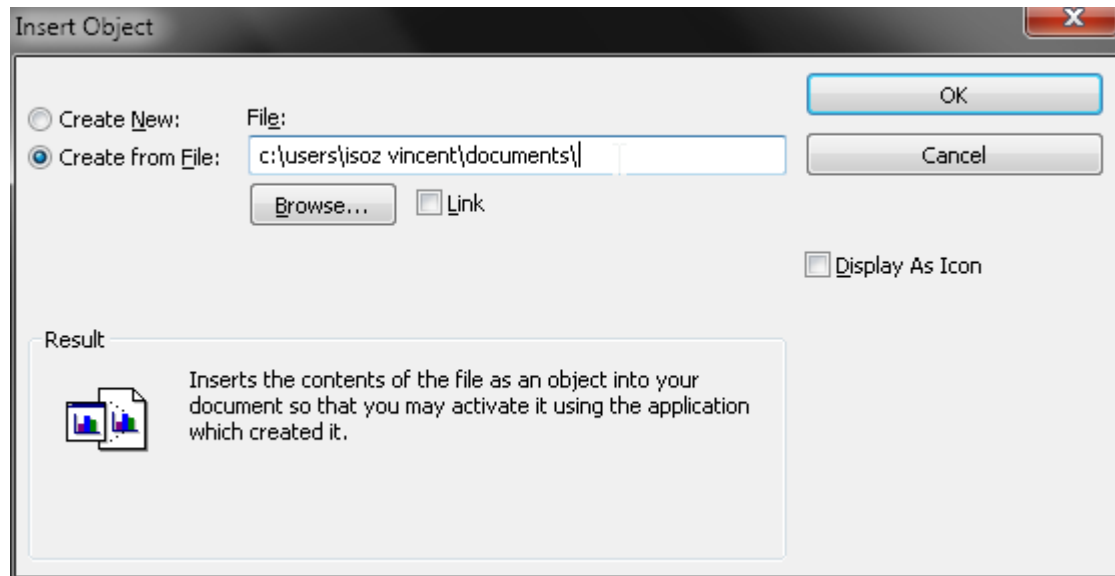 Insert Object
Create New:
File:
OK
Create from File:
c:\users\isoz vincent\documents\
Cancel
Browse...
Link
Display As Icon
Result
Inserts the contents of the file as an object into your
document so that you may activate it using the application
which created it.